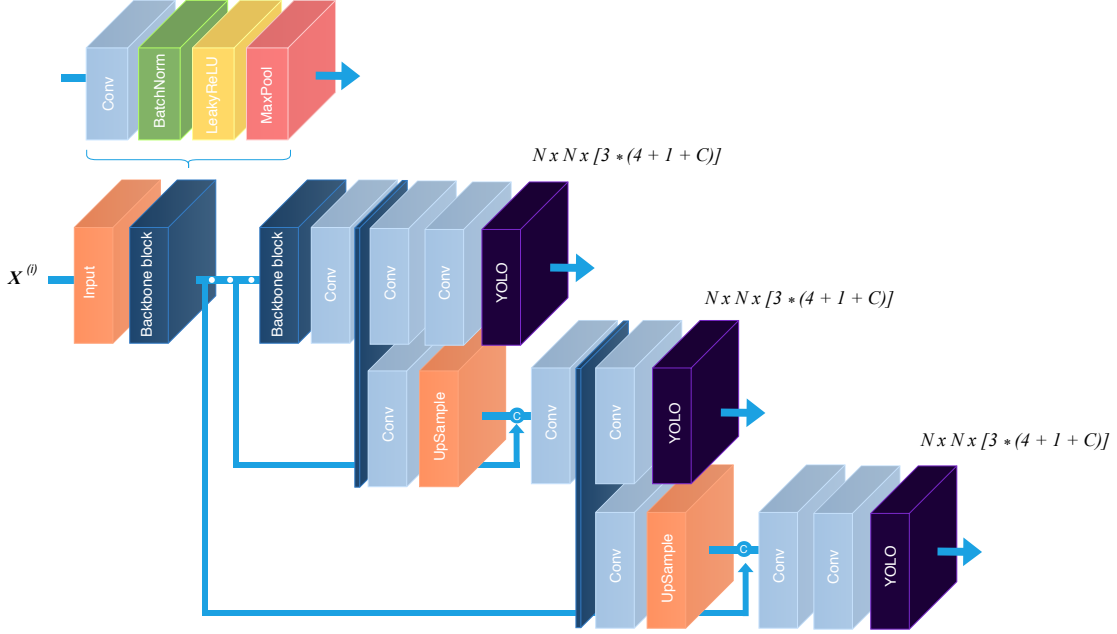 Conv
BatchNorm
LeakyReLU
MaxPool
N x N x [3 * (4 + 1 + C)]
X (i)
Input
Backbone block
Backbone block
Conv
Conv
Conv
YOLO
N x N x [3 * (4 + 1 + C)]
Conv
UpSample
C
Conv
Conv
YOLO
N x N x [3 * (4 + 1 + C)]
Conv
UpSample
C
Conv
Conv
YOLO